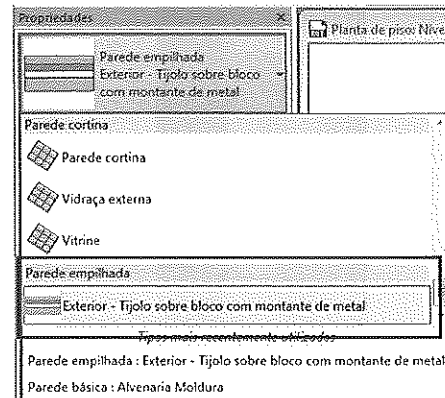 Propriedades
Planta de piso: Níve
Parede empilhada
Exterior - Tijolo sobre bloco
com montante de metal
Parede cortina
Parede cortina
Vidraça externa
Vitrine
Parede empilhada
Exterior - Tijolo sobre bloco com montante de metal
Tipos mais recentemente utilizados
Parede empilhada : Exterior - Tijolo sobre bloco com montante de metal
Parede básica : Alvenaria Moldura